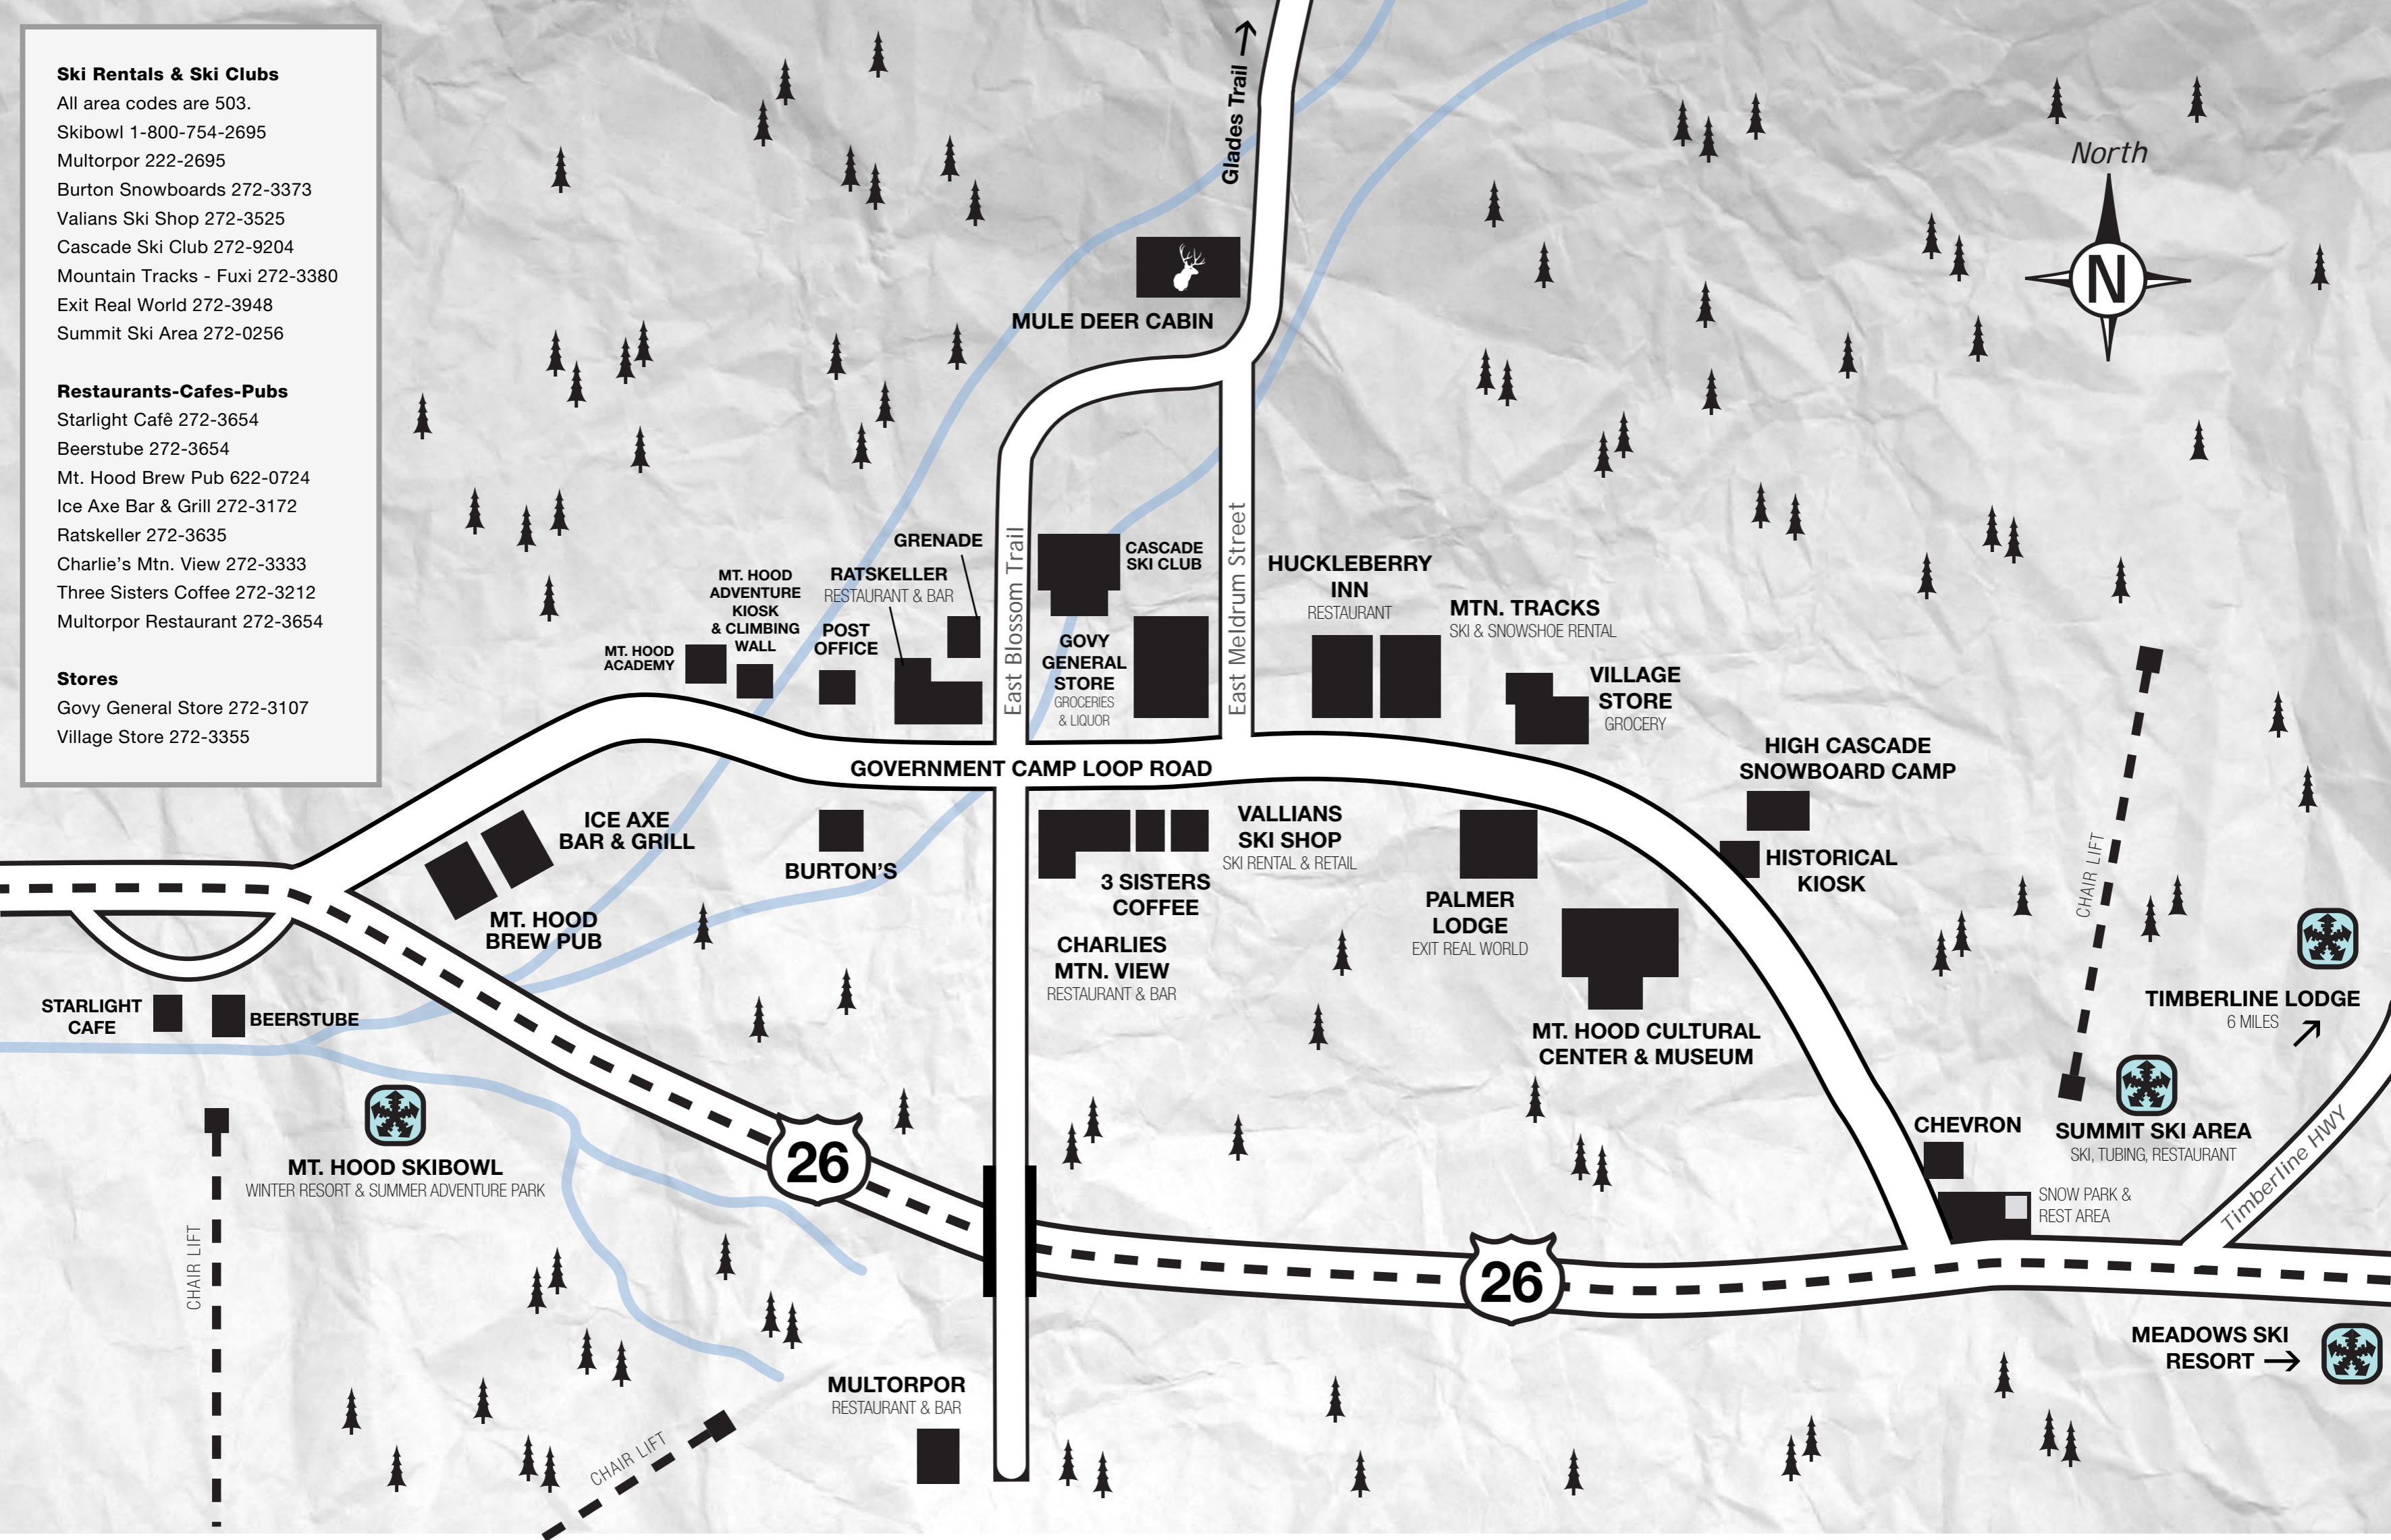 Ski Rentals & Ski Clubs
All area codes are 503.
Skibowl 1-800-754-2695
Multorpor 222-2695
Burton Snowboards 272-3373
Valians Ski Shop 272-3525
Cascade Ski Club 272-9204
Mountain Tracks - Fuxi 272-3380
Exit Real World 272-3948
Summit Ski Area 272-0256
Restaurants-Cafes-Pubs
Starlight Cafê 272-3654
Beerstube 272-3654
Mt. Hood Brew Pub 622-0724
Ice Axe Bar & Grill 272-3172
Ratskeller 272-3635
Charlie's Mtn. View 272-3333
Three Sisters Coffee 272-3212
Multorpor Restaurant 272-3654
Stores
Govy General Store 272-3107
Village Store 272-3355
Glades Trail
North
N
MULE DEER CABIN
GRENADE
CASCADE
SKI CLUB
East Blossom Trail
East Meldrum Street
HUCKLEBERRY
INN
RESTAURANT
MT. HOOD
ADVENTURE
KIOSK
& CLIMBING
WALL
RATSKELLER
RESTAURANT & BAR
POST
OFFICE
MT. HOOD
ACADEMY
GOVY
GENERAL
STORE
GROCERIES
& LIQUOR
MTN. TRACKS
SKI & SNOWSHOE RENTAL
VILLAGE
STORE
GROCERY
GOVERNMENT CAMP LOOP ROAD
HIGH CASCADE
SNOWBOARD CAMP
HISTORICAL
KIOSK
CHAIR LIFT
ICE AXE
BAR & GRILL
MT. HOOD
BREW PUB
BURTON'S
VALLIANS
SKI SHOP
SKI RENTAL & RETAIL
3 SISTERS
COFFEE
CHARLIES
MTN. VIEW
RESTAURANT & BAR
PALMER
LODGE
EXIT REAL WORLD
MT. HOOD CULTURAL
CENTER & MUSEUM
STARLIGHT
CAFE
BEERSTUBE
TIMBERLINE LODGE
6 MILES
MT. HOOD SKIBOWL
WINTER RESORT & SUMMER ADVENTURE PARK
26
CHEVRON
SUMMIT SKI AREA
SKI, TUBING, RESTAURANT
SNOW PARK &
REST AREA
Timberline HWY
CHAIR LIFT
26
MEADOWS SKI
RESORT
MULTORPOR
RESTAURANT & BAR
CHAIR LIFT